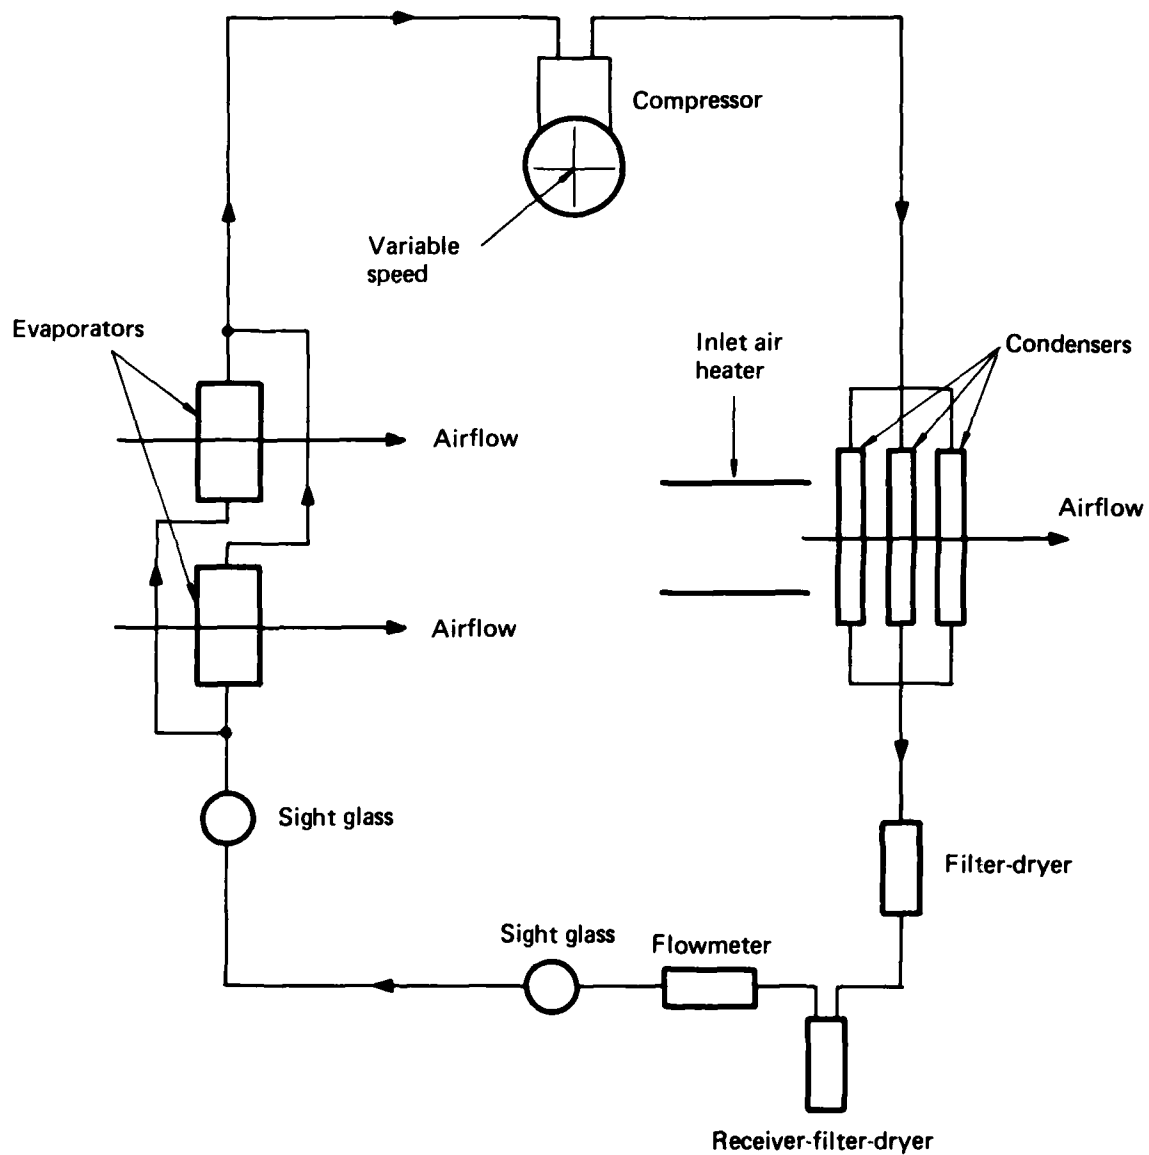 Compressor
Variable
speed
Evaporators
Inlet air
heater
Condensers
Airflow
Airflow
Airflow
Sight glass
Filter-dryer
Sight glass
Flowmeter
Receiver-filter-dryer